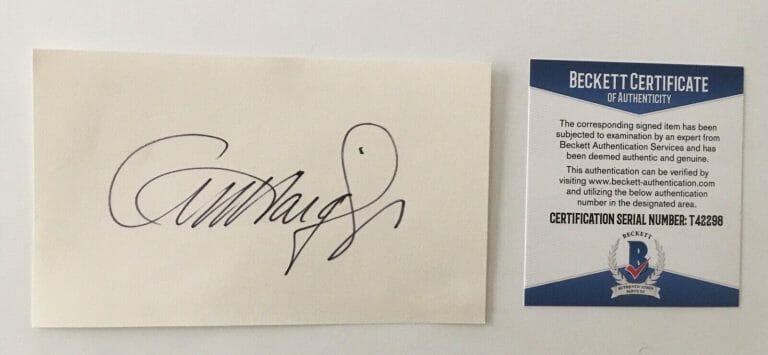 BECKETT CERTIFICATE
OF AUTHENTICITY
The corresponding signed item has been
subjected to examination by an expert from
Beckett Authentication Services and has
been deemed authentic and genuine.
This authentication can be verified by
visiting www.beckett-authentication.com
and utilizing the below authentication
number in the designated area.
CERTIFICATION SERIAL NUMBER: T42298
BECKETT
B
AUTHENTICATION
SERVICES